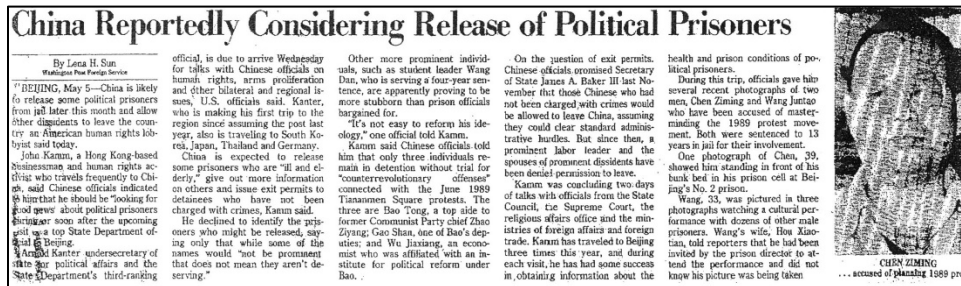 China Reportedly Considering Release of Political Prisoners
By Lena H. Sun
Washington Post Foreign Service
BEIJING, May 5—China is likely
to release some political prisoners
from jail later this month and allow
other dissidents to leave the coun-
try an American human rights lob-
byist said today.
John Kamm, a Hong Kong-based
businessman and human rights ac-
tivist who travels frequently to Chi-
na, said Chinese officials indicated
to him that he should be "looking for
good news" about political prisoners
during or soon after the upcoming
visit of a top State Department of-
ficial to Beijing.
Arnold Kanter undersecretary of
state for political affairs and the
State Department's third-ranking
official, is due to arrive Wednesday
for talks with Chinese officials on
human rights, arms proliferation
and other bilateral and regional is-
sues, U.S. officials said. Kanter,
who is making his first trip to the
region since assuming the post last
year, also is traveling to South Ko-
rea, Japan, Thailand and Germany.
China is expected to release
some prisoners who are "ill and eld-
erly," give out more information
on others and issue exit permits to
detainees who have not been
charged with crimes, Kamm said.
He declined to identify the pris-
oners who might be released, say-
ing only that while some of the
names would "not be prominent
that does not mean they aren't de-
serving."
Other more prominent individ-
uals, such as student leader Wang
Dan, who is serving a four-year sen-
tence, are apparently proving to be
more stubborn than prison officials
bargained for.
"It's not easy to reform his ide-
ology," one official told Kamm.
Kamm said Chinese officials told
him that only three individuals re-
main in detention without trial for
"counterrevolutionary offenses"
connected with the June 1989
Tiananmen Square protests. The
three are Bao Tong, a top aide to
former Communist Party chief Zhao
Ziyang; Gao Shan, one of Bao's dep-
uties; and Wu Jiaxiang, an econo-
mist who was affiliated with an in-
stitute for political reform under
Bao.
On the question of exit permits,
Chinese officials promised Secretary
of State James A. Baker III last No-
vember that those Chinese who had
not been charged with crimes would
be allowed to leave China, assuming
they could clear standard adminis-
trative hurdles. But since then, a
prominent labor leader and the
spouses of prominent dissidents have
been denied permission to leave.
Kamm was concluding two days
of talks with officials from the State
Council, the Supreme Court, the
religious affairs office and the min-
istries of foreign affairs and foreign
trade. Kamm has traveled to Beijing
three times this year, and during
each visit, he has had some success
in obtaining information about the
health and prison conditions of po-
litical prisoners.
During this trip, officials gave him
several recent photographs of two
men, Chen Ziming and Wang Juntao
who have been accused of master-
minding the 1989 protest move-
ment. Both were sentenced to 13
years in jail for their involvement.
One photograph of Chen, 39,
showed him standing in front of his
bunk bed in his prison cell at Bei-
jing's No. 2 prison.
Wang, 33, was pictured in three
photographs watching a cultural per-
formance with dozens of other male
prisoners. Wang's wife, Hou Xiao-
tian, told reporters that he had been
invited by the prison director to at-
tend the performance and did not
know his picture was being taken
CHEN ZIMING
... accused of planning 1989 pro